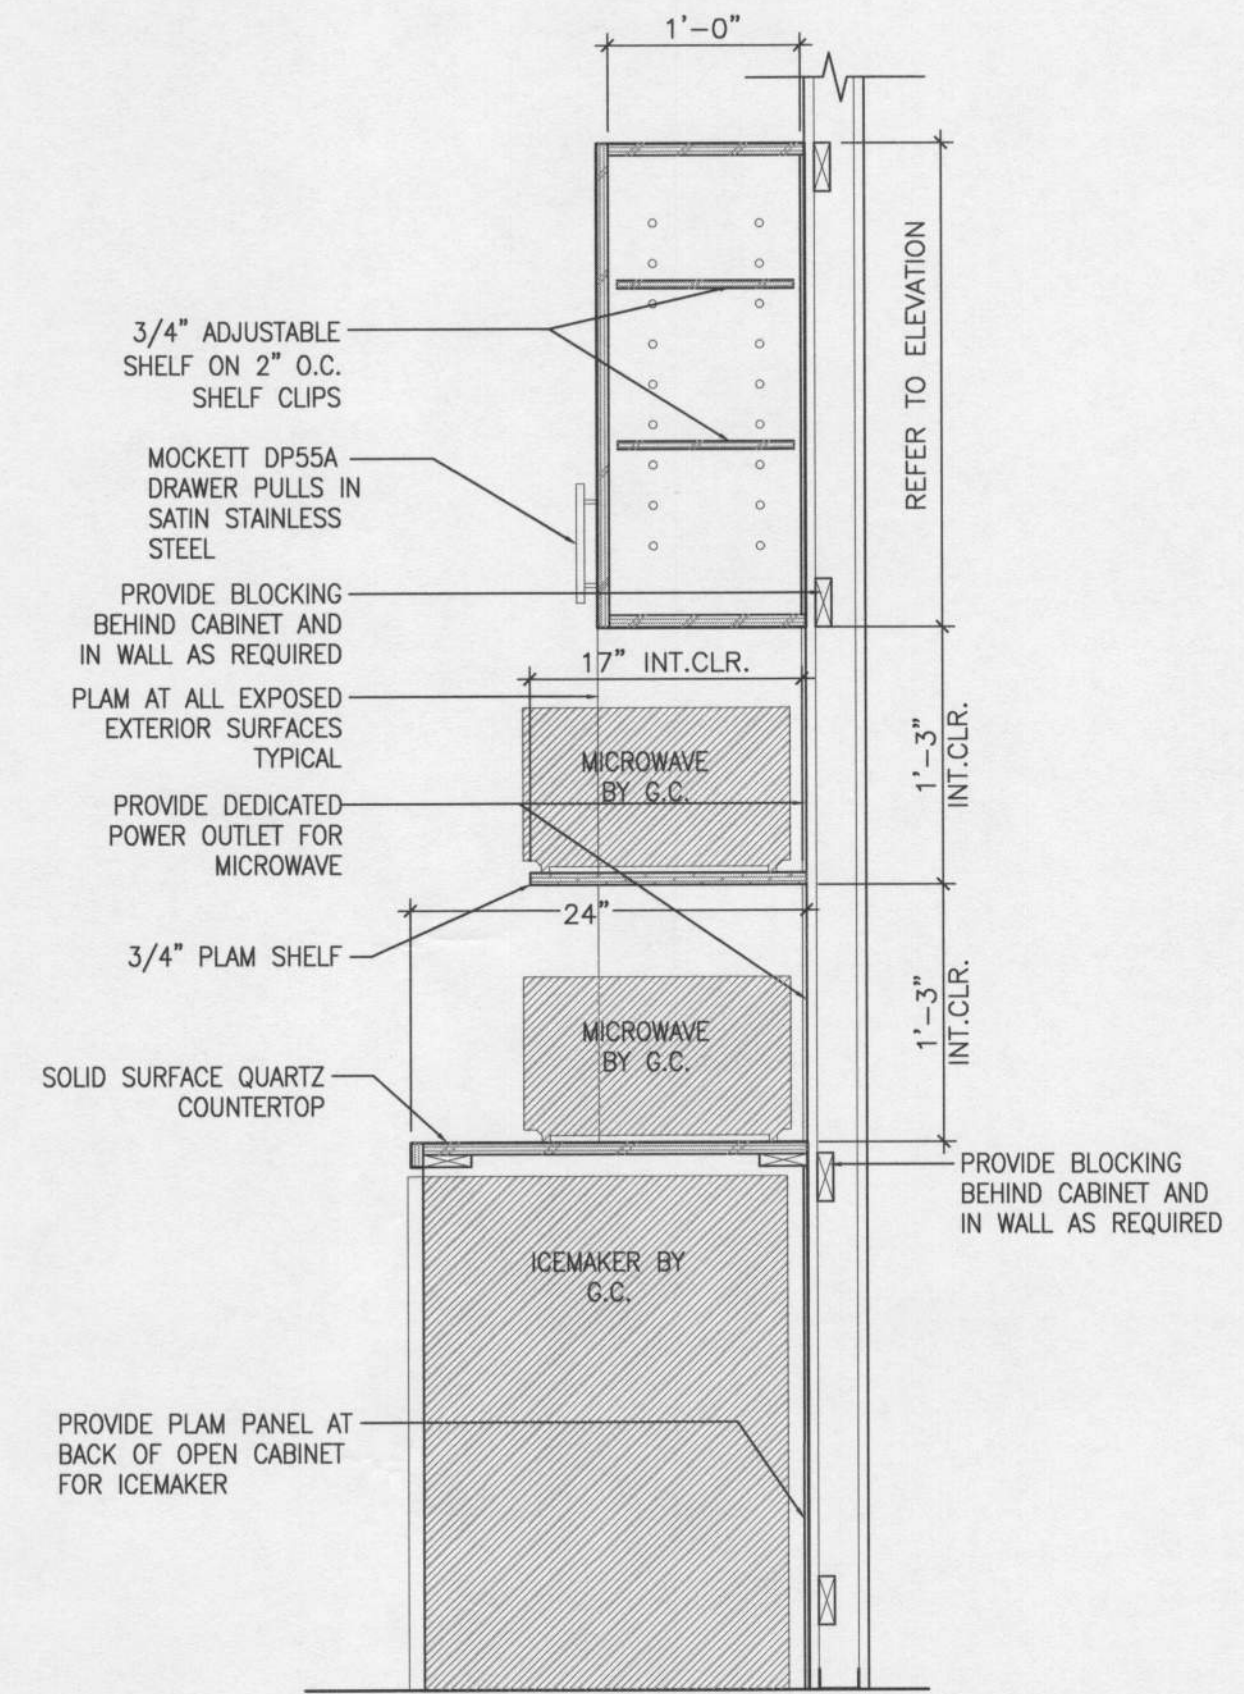 1'-0"
REFER TO ELEVATION
3/4" ADJUSTABLE
SHELF ON 2" O.C.
SHELF CLIPS
MOCKETT DP55A
DRAWER PULLS IN
SATIN STAINLESS
STEEL
PROVIDE BLOCKING
BEHIND CABINET AND
IN WALL AS REQUIRED
17" INT.CLR.
PLAM AT ALL EXPOSED
EXTERIOR SURFACES
TYPICAL
MICROWAVE
BY G.C.
1'-3"
INT.CLR.
PROVIDE DEDICATED
POWER OUTLET FOR
MICROWAVE
24"
3/4" PLAM SHELF
MICROWAVE
BY G.C.
1'-3"
INT.CLR.
SOLID SURFACE QUARTZ
COUNTERTOP
PROVIDE BLOCKING
BEHIND CABINET AND
IN WALL AS REQUIRED
ICEMAKER BY
G.C.
PROVIDE PLAM PANEL AT
BACK OF OPEN CABINET
FOR ICEMAKER